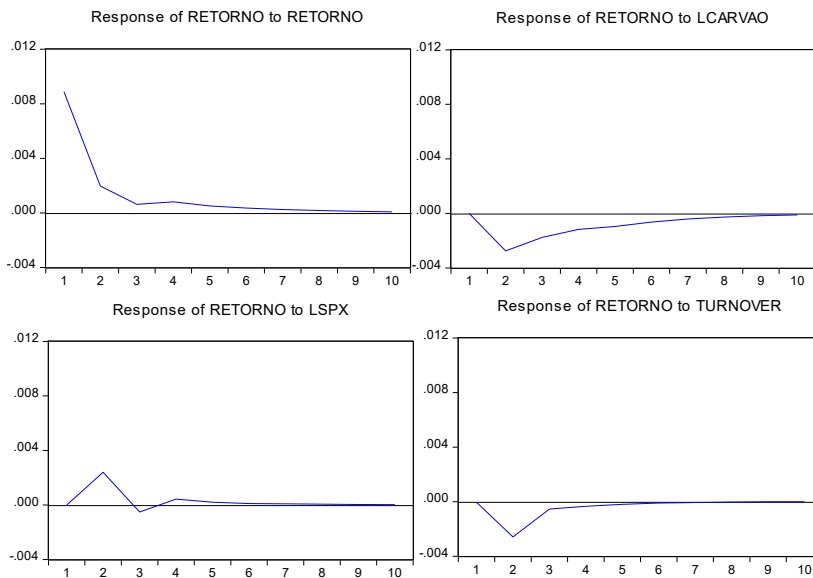 Response of RETORNO to RETORNO
.012
.008
.004
.000
-.004
1 2 3 4 5 6 7 8 9 10
Response of RETORNO to LCARVAO
.012
.008
.004
.000
-.004
1 2 3 4 5 6 7 8 9 10
Response of RETORNO to LSPX
.012
.008
.004
.000
-.004
1 2 3 4 5 6 7 8 9 10
Response of RETORNO to TURNOVER
.012
.008
.004
.000
-.004
1 2 3 4 5 6 7 8 9 10